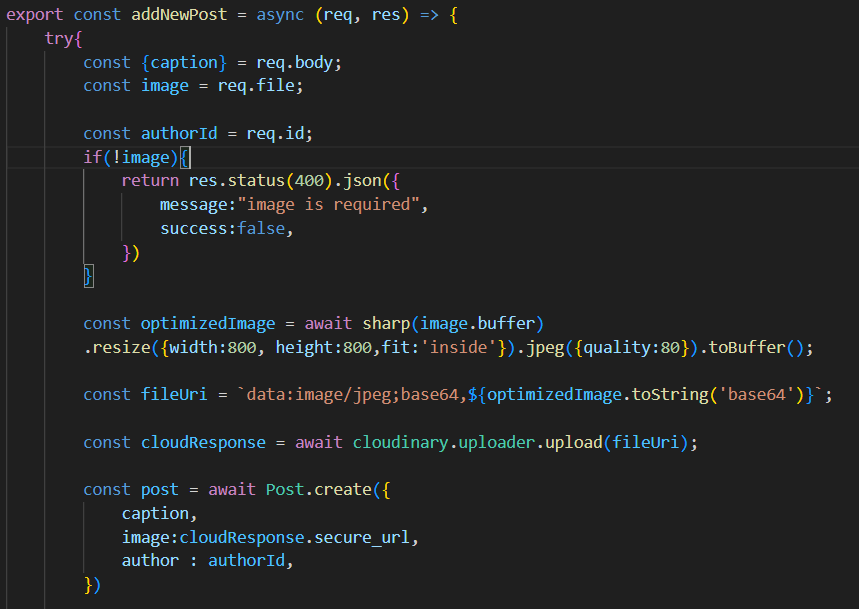 export const addNewPost = async (req, res) => {
try{
const {caption} = req.body;
const image = req.file;
const authorId = req.id;
if(!image){
return res.status(400).json({
message:"image is required",
success:false,
})
}
const optimizedImage = await sharp(image.buffer)
.resize({width:800, height:800,fit:'inside'}).jpeg({quality:80}).toBuffer();
const fileUri = `data:image/jpeg;base64,${optimizedImage.toString('base64')}`;
const cloudResponse = await cloudinary.uploader.upload(fileUri);
const post = await Post.create({
caption,
image:cloudResponse.secure_url,
author : authorId,
})